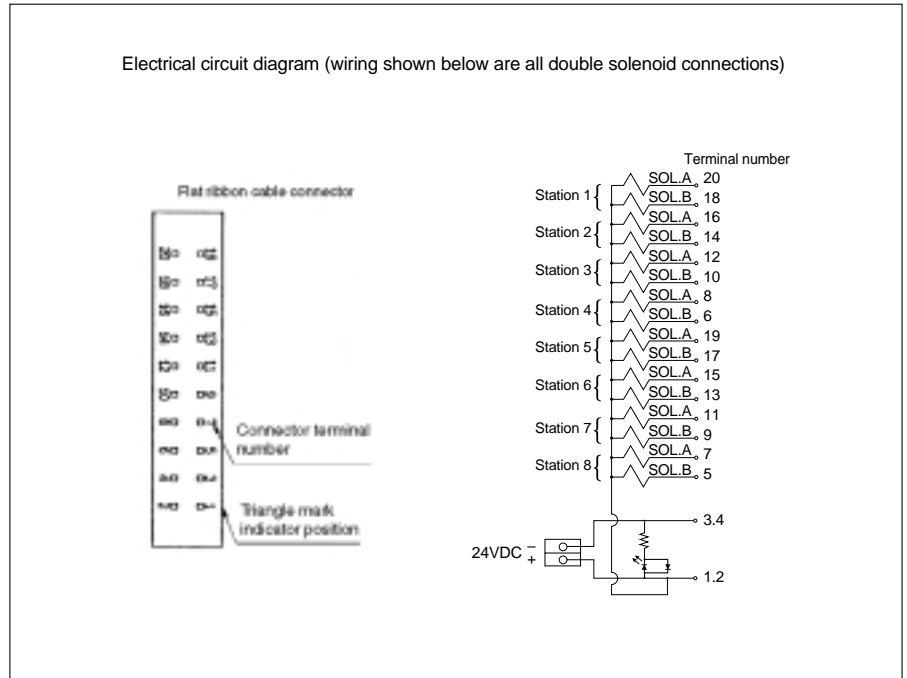 Electrical circuit diagram (wiring shown below are all double solenoid connections)
Flat ribbon cable connector
Connector terminal
number
Triangle mark
indicator position
Terminal number
Station 1
SOL.A 20
SOL.B 18
Station 2
SOL.A 16
SOL.B 14
Station 3
SOL.A 12
SOL.B 10
Station 4
SOL.A 8
SOL.B 6
Station 5
SOL.A 19
SOL.B 17
Station 6
SOL.A 15
SOL.B 13
Station 7
SOL.A 11
SOL.B 9
Station 8
SOL.A 7
SOL.B 5
3.4
24VDC − +
1.2